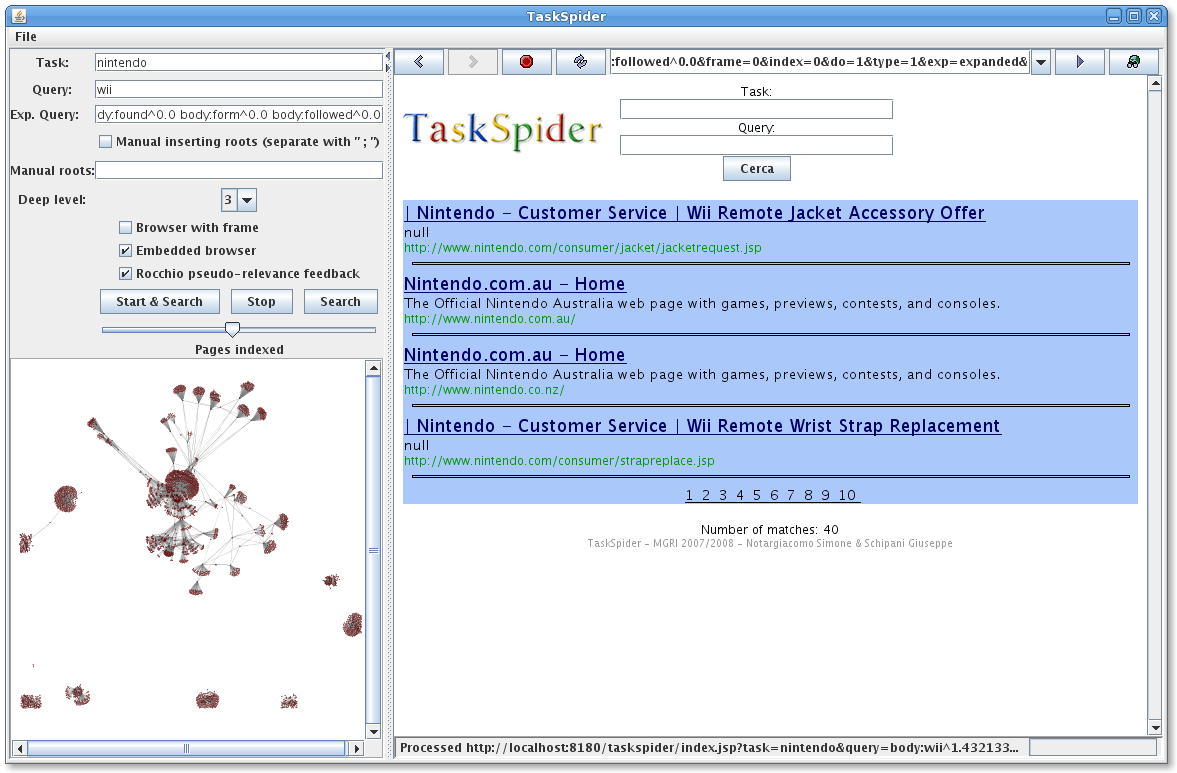 TaskSpider
File
Task:
nintendo
Query:
wii
Exp. Query:
dy:found^0.0 body:form^0.0 body:followed^0.0
Manual inserting roots (separate with " ; ")
Manual roots:
Deep level:
3
Browser with frame
Embedded browser
Rocchio pseudo-relevance feedback
Start & Search
Stop
Search
Pages indexed
:followed^0.0&frame=0&index=0&do=1&type=1&exp=expanded&
TaskSpider
Task:
Query:
Cerca
| Nintendo - Customer Service | Wii Remote Jacket Accessory Offer
null
http://www.nintendo.com/consumer/jacket/jacketrequest.jsp
Nintendo.com.au - Home
The Official Nintendo Australia web page with games, previews, contests, and consoles.
http://www.nintendo.com.au/
Nintendo.com.au - Home
The Official Nintendo Australia web page with games, previews, contests, and consoles.
http://www.nintendo.co.nz/
| Nintendo - Customer Service | Wii Remote Wrist Strap Replacement
null
http://www.nintendo.com/consumer/strapreplace.jsp
1 2 3 4 5 6 7 8 9 10
Number of matches: 40
TaskSpider - MGRI 2007/2008 - Notargiacomo Simone & Schipani Giuseppe
Processed http://localhost:8180/taskspider/index.jsp?task=nintendo&query=body:wii^1.432133...